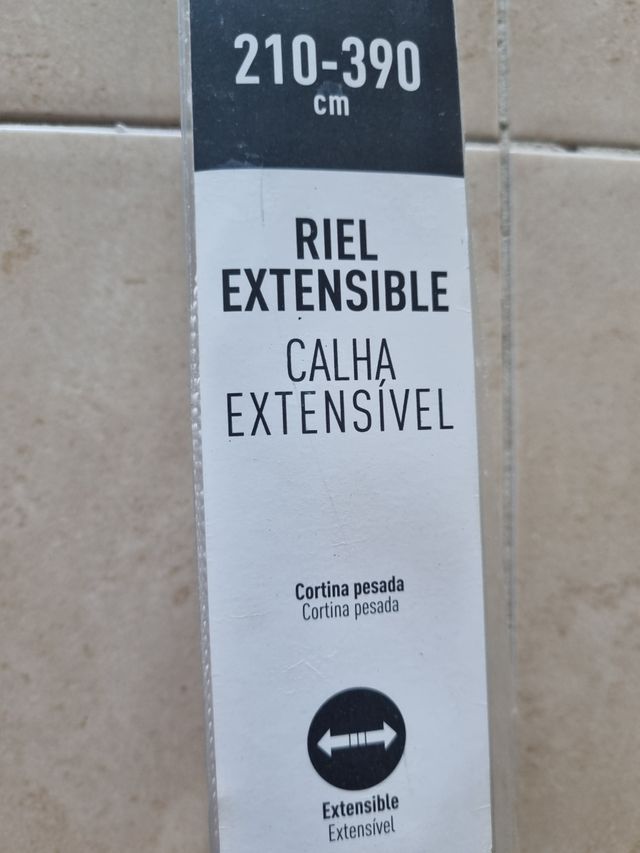 210-390
cm
RIEL
EXTENSIBLE
CALHA
EXTENSÍVEL
Cortina pesada
Cortina pesada
Extensible
Extensível